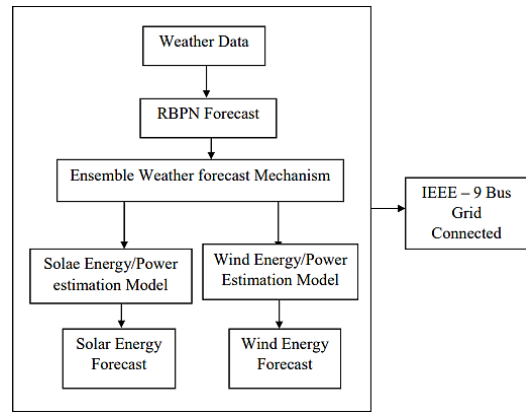 Weather Data
RBPN Forecast
Ensemble Weather forecast Mechanism
Solae Energy/Power
estimation Model
Wind Energy/Power
Estimation Model
Solar Energy
Forecast
Wind Energy
Forecast
IEEE – 9 Bus
Grid
Connected